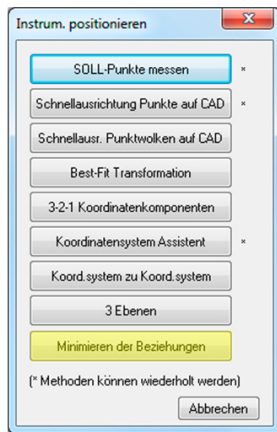 Instrum. positionieren
SOLL-Punkte messen *
Schnellausrichtung Punkte auf CAD *
Schnellausr. Punktwolken auf CAD
Best-Fit Transformation
3-2-1 Koordinatenkomponenten
Koordinatensystem Assistent *
Koord.system zu Koord.system
3 Ebenen
Minimieren der Beziehungen
(* Methoden können wiederholt werden)
Abbrechen